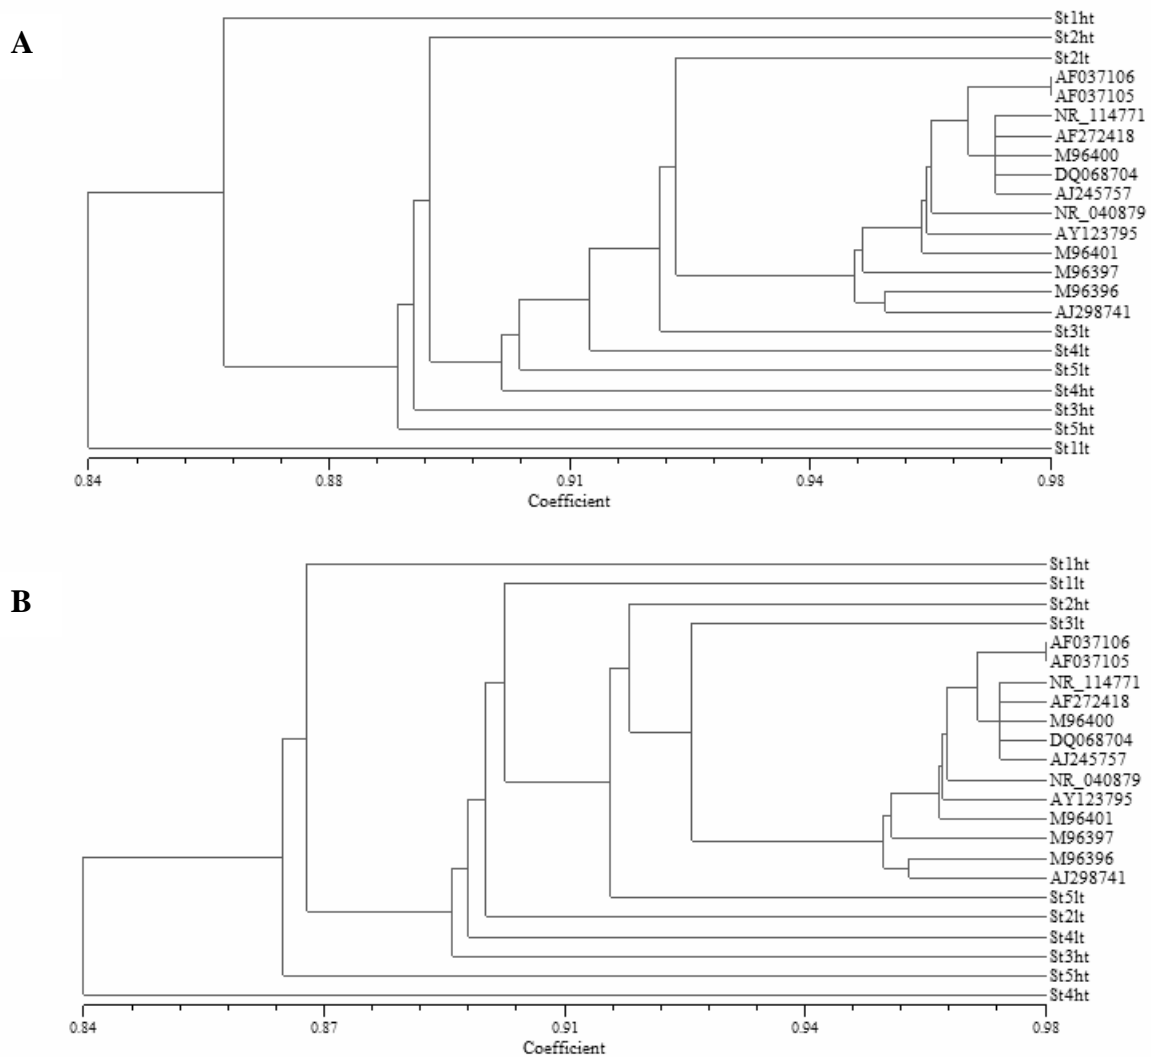 A
St1ht
St2ht
St2lt
AF037106
AF037105
NR_114771
AF272418
M96400
DQ068704
AJ245757
NR_040879
AY123795
M96401
M96397
M96396
AJ298741
St3lt
St4lt
St5lt
St4ht
St3ht
St5ht
St1lt
0.84 0.88 0.91 0.94 0.98
Coefficient
B
St1ht
St1lt
St2ht
St3lt
AF037106
AF037105
NR_114771
AF272418
M96400
DQ068704
AJ245757
NR_040879
AY123795
M96401
M96397
M96396
AJ298741
St5lt
St2lt
St4lt
St3ht
St5ht
St4ht
0.84 0.87 0.91 0.94 0.98
Coefficient